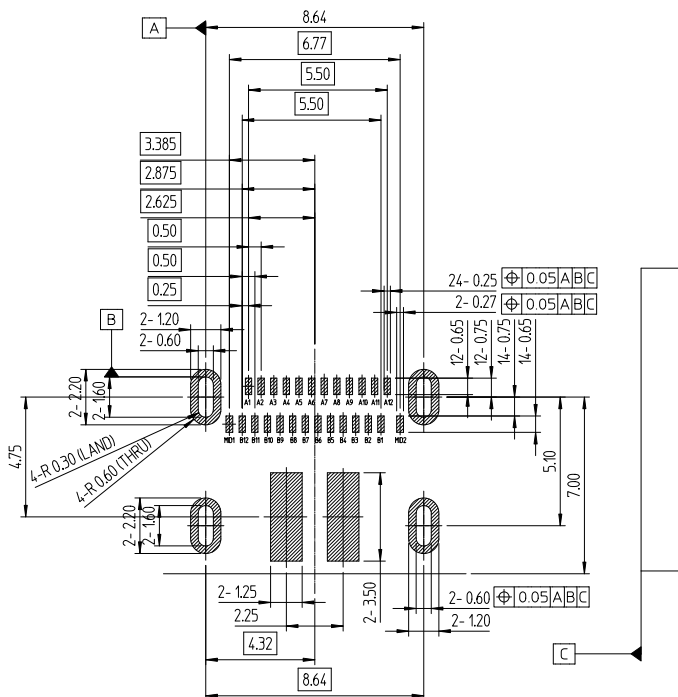 8.64
A
6.77
5.50
5.50
3.385
2.875
2.625
0.50
0.50
0.25
24- 0.25 ⌖ 0.05 A B C
2- 0.27 ⌖ 0.05 A B C
B
2- 1.20
2- 0.60
12- 0.65
12- 0.75
14- 0.75
14- 0.65
2- 2.20
2- 1.60
A1 A2 A3 A4 A5 A6 A7 A8 A9 A10 A11 A12
MID1 B12 B11 B10 B9 B8 B7 B6 B5 B4 B3 B2 B1 MID2
4-R 0.30 (LAND)
4-R 0.60 (THRU)
4.75
5.10
7.00
2- 2.20
2- 1.60
2- 1.25
2.25
2- 3.50
2- 0.60 ⌖ 0.05 A B C
2- 1.20
4.32
C
8.64